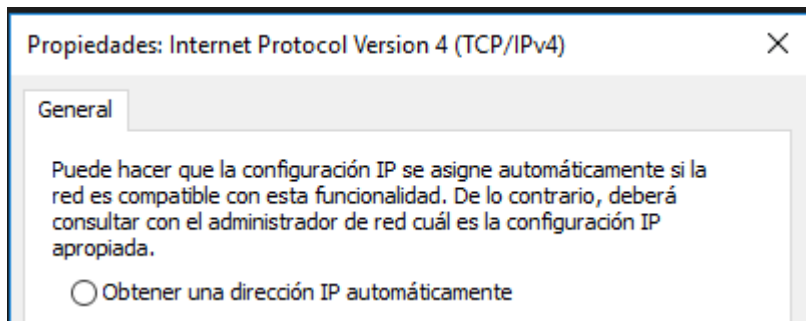 Propiedades: Internet Protocol Version 4 (TCP/IPv4)
General
Puede hacer que la configuración IP se asigne automáticamente si la
red es compatible con esta funcionalidad. De lo contrario, deberá
consultar con el administrador de red cuál es la configuración IP
apropiada.
Obtener una dirección IP automáticamente